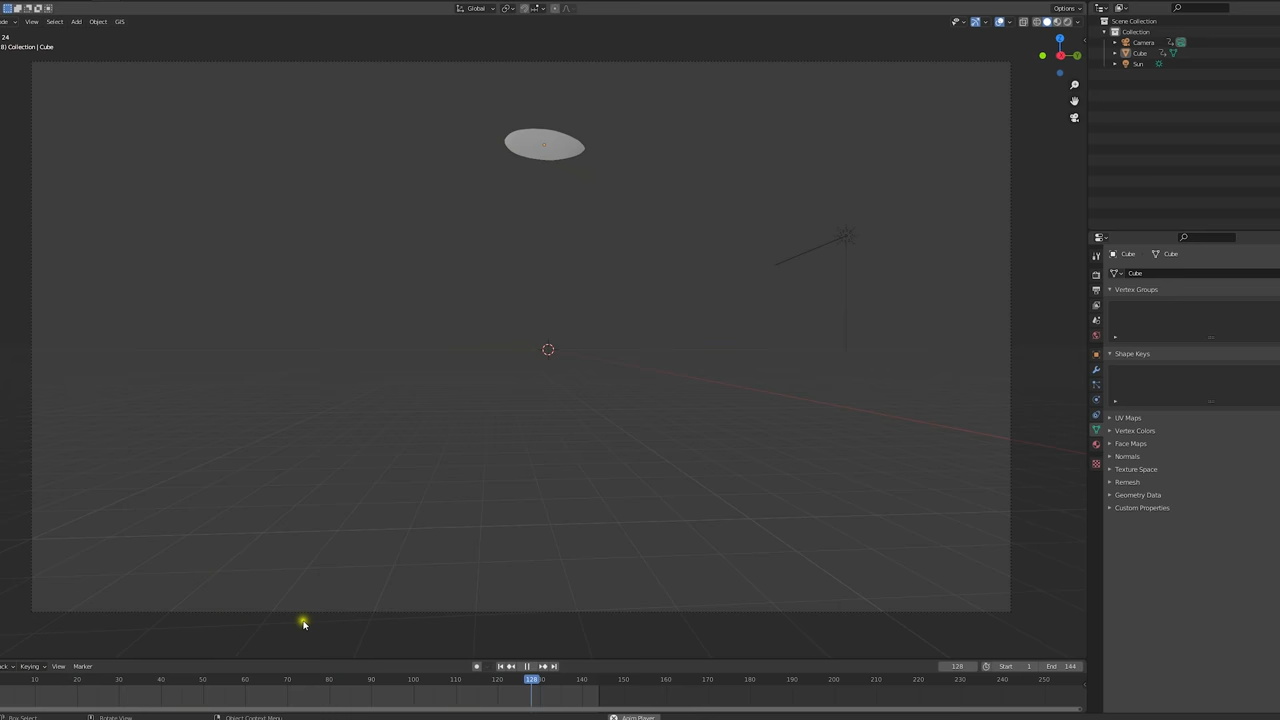 Global
Options
de
View
Select
Add
Object
GIS
24
8) Collection | Cube
Z
Y
Scene Collection
Collection
Camera
Cube
Sun
Cube
Cube
Cube
Vertex Groups
Shape Keys
UV Maps
Vertex Colors
Face Maps
Normals
Texture Space
Remesh
Geometry Data
Custom Properties
ck
Keying
View
Marker
128
Start
1
End
144
10
20
30
40
50
60
70
80
90
100
110
120
128
130
140
150
160
170
180
190
200
210
220
230
240
250
Box Select
Rotate View
Object Context Menu
Anim Player